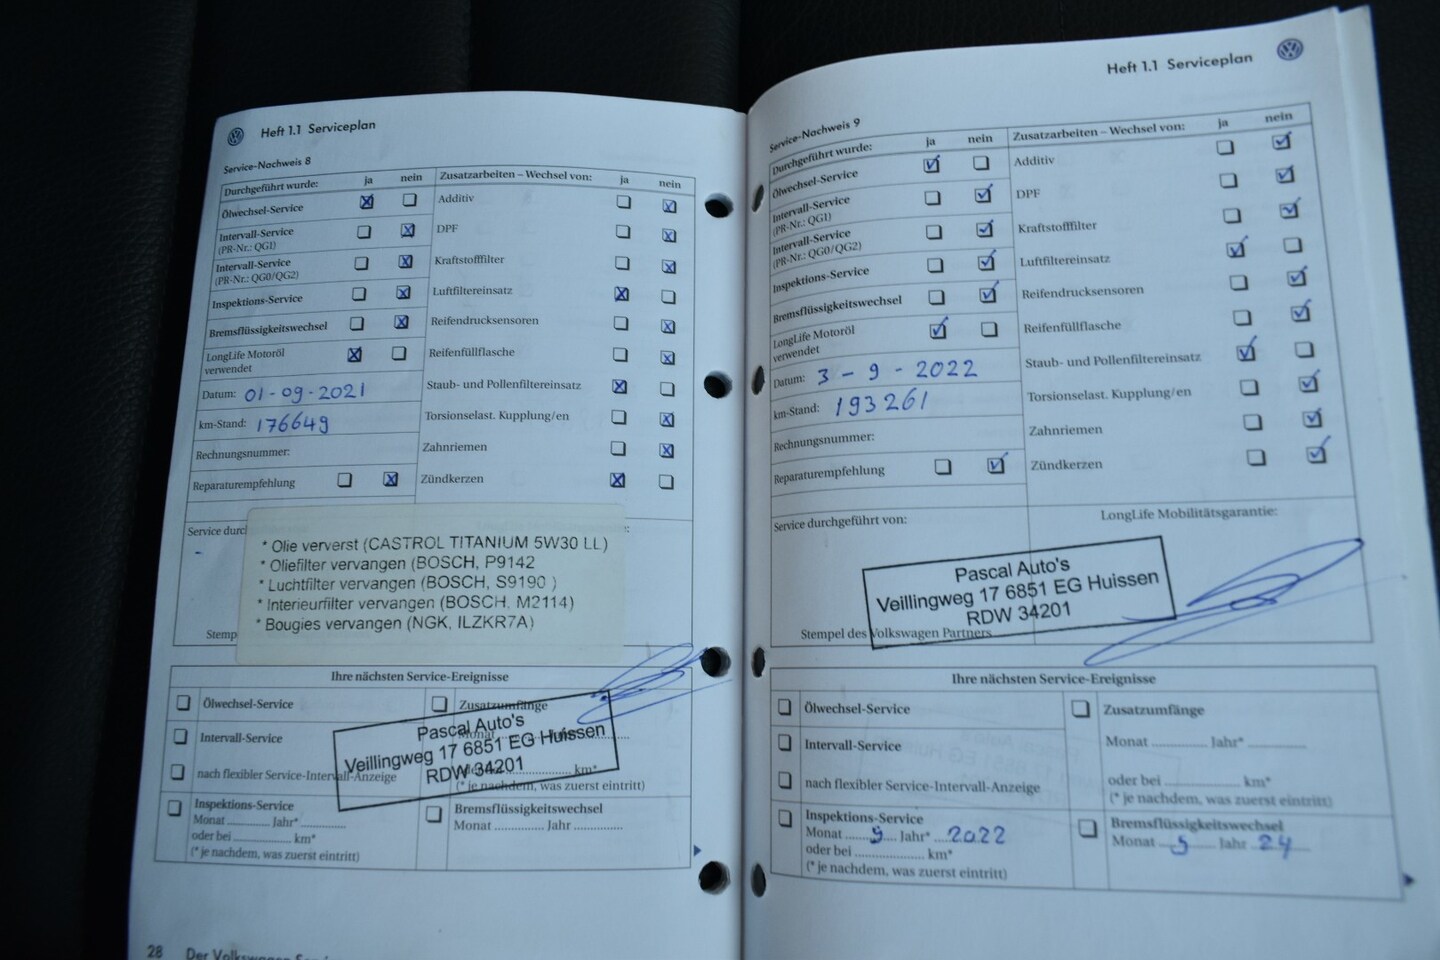 Heft 1.1 Serviceplan
Service-Nachweis 8
Durchgeführt wurde: ja nein Zusatzarbeiten – Wechsel von: ja nein
Ölwechsel-Service Additiv
Intervall-Service DPF
(PR-Nr.: QG1)
Intervall-Service Kraftstofffilter
(PR-Nr.: QG0/QG2)
Inspektions-Service Luftfiltereinsatz
Bremsflüssigkeitswechsel Reifendrucksensoren
LongLife Motoröl Reifenfüllflasche
verwendet
Datum: 01-09-2021 Staub- und Pollenfiltereinsatz
km-Stand: 176649 Torsionselast. Kupplung/en
Rechnungsnummer: Zahnriemen
Reparaturempfehlung Zündkerzen
Service durc
* Olie ververst (CASTROL TITANIUM 5W30 LL)
* Oliefilter vervangen (BOSCH, P9142
* Luchtfilter vervangen (BOSCH, S9190 )
* Interieurfilter vervangen (BOSCH, M2114)
* Bougies vervangen (NGK, ILZKR7A)
Stemp
Ihre nächsten Service-Ereignisse
Ölwechsel-Service Zusatzumfänge
Intervall-Service Monat
nach flexibler Service-Intervall-Anzeige km*
(* je nachdem, was zuerst eintritt)
Pascal Auto's
Veillingweg 17 6851 EG Huissen
RDW 34201
Inspektions-Service Bremsflüssigkeitswechsel
Monat .......... Jahr* .......... Monat .......... Jahr ..........
oder bei .......... km*
(* je nachdem, was zuerst eintritt)
28 Der Volkswagen
Heft 1.1 Serviceplan
Service-Nachweis 9
Durchgeführt wurde: ja nein Zusatzarbeiten – Wechsel von: ja nein
Ölwechsel-Service Additiv
Intervall-Service DPF
(PR-Nr.: QG1)
Intervall-Service Kraftstofffilter
(PR-Nr.: QG0/QG2)
Inspektions-Service Luftfiltereinsatz
Bremsflüssigkeitswechsel Reifendrucksensoren
LongLife Motoröl Reifenfüllflasche
verwendet
Datum: 3-9-2022 Staub- und Pollenfiltereinsatz
km-Stand: 193261 Torsionselast. Kupplung/en
Rechnungsnummer: Zahnriemen
Reparaturempfehlung Zündkerzen
Service durchgeführt von: LongLife Mobilitätsgarantie:
Pascal Auto's
Veillingweg 17 6851 EG Huissen
RDW 34201
Stempel des Volkswagen Partners
Ihre nächsten Service-Ereignisse
Ölwechsel-Service Zusatzumfänge
Intervall-Service Monat .......... Jahr* ..........
nach flexibler Service-Intervall-Anzeige oder bei .......... km*
(* je nachdem, was zuerst eintritt)
Inspektions-Service Bremsflüssigkeitswechsel
Monat 9 Jahr* 2022 Monat 5 Jahr 24
oder bei .......... km*
(* je nachdem, was zuerst eintritt)